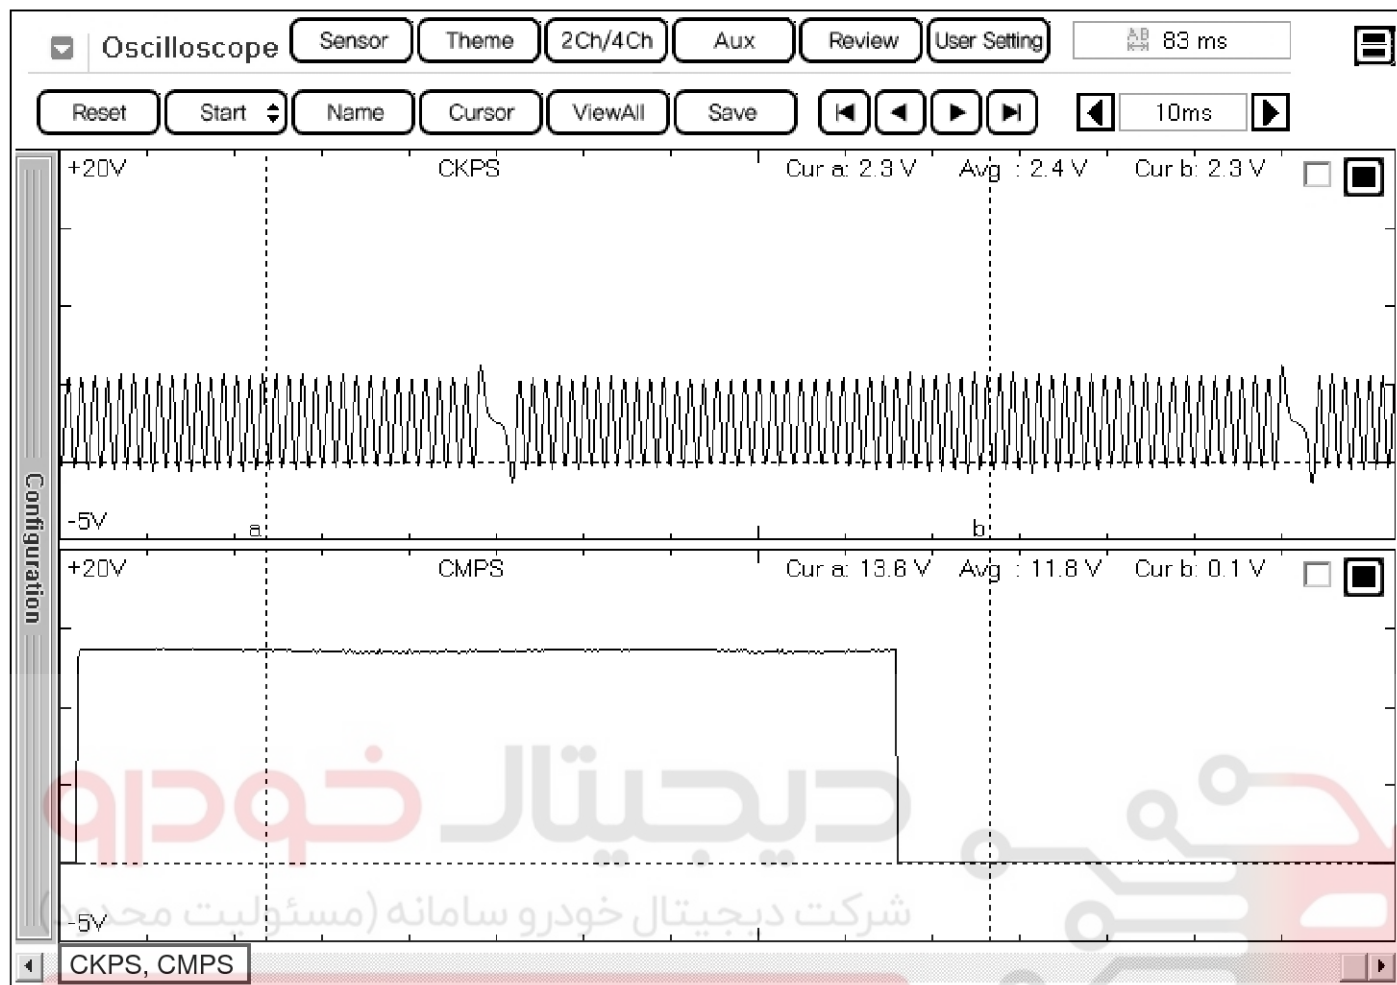 Oscilloscope Sensor Theme 2Ch/4Ch Aux Review User Setting AB 83 ms
Reset Start Name Cursor ViewAll Save 10ms
+20V CKPS Cur a: 2.3 V Avg : 2.4 V Cur b: 2.3 V
-5V a b
+20V CMPS Cur a: 13.6 V Avg : 11.8 V Cur b: 0.1 V
-5V
Configuration
دیجیتال خودرو
شرکت دیجیتال خودرو سامانه (مسئولیت محدود)
CKPS, CMPS